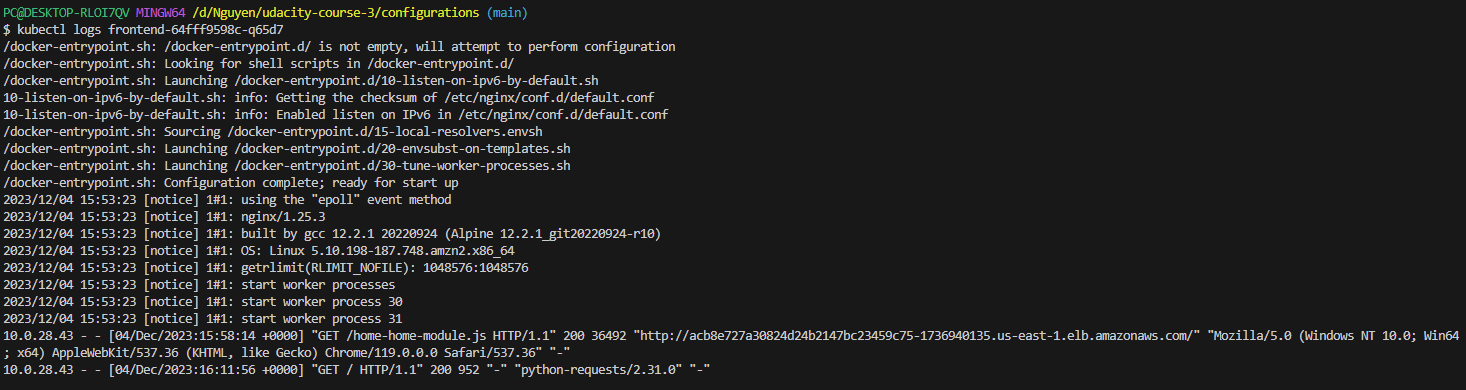 PC@DESKTOP-RLOI7QV MINGW64 /d/Nguyen/udacity-course-3/configurations (main)
$ kubectl logs frontend-64fff9598c-q65d7
/docker-entrypoint.sh: /docker-entrypoint.d/ is not empty, will attempt to perform configuration
/docker-entrypoint.sh: Looking for shell scripts in /docker-entrypoint.d/
/docker-entrypoint.sh: Launching /docker-entrypoint.d/10-listen-on-ipv6-by-default.sh
10-listen-on-ipv6-by-default.sh: info: Getting the checksum of /etc/nginx/conf.d/default.conf
10-listen-on-ipv6-by-default.sh: info: Enabled listen on IPv6 in /etc/nginx/conf.d/default.conf
/docker-entrypoint.sh: Sourcing /docker-entrypoint.d/15-local-resolvers.envsh
/docker-entrypoint.sh: Launching /docker-entrypoint.d/20-envsubst-on-templates.sh
/docker-entrypoint.sh: Launching /docker-entrypoint.d/30-tune-worker-processes.sh
/docker-entrypoint.sh: Configuration complete; ready for start up
2023/12/04 15:53:23 [notice] 1#1: using the "epoll" event method
2023/12/04 15:53:23 [notice] 1#1: nginx/1.25.3
2023/12/04 15:53:23 [notice] 1#1: built by gcc 12.2.1 20220924 (Alpine 12.2.1_git20220924-r10)
2023/12/04 15:53:23 [notice] 1#1: OS: Linux 5.10.198-187.748.amzn2.x86_64
2023/12/04 15:53:23 [notice] 1#1: getrlimit(RLIMIT_NOFILE): 1048576:1048576
2023/12/04 15:53:23 [notice] 1#1: start worker processes
2023/12/04 15:53:23 [notice] 1#1: start worker process 30
2023/12/04 15:53:23 [notice] 1#1: start worker process 31
10.0.28.43 - - [04/Dec/2023:15:58:14 +0000] "GET /home-home-module.js HTTP/1.1" 200 36492 "http://acb8e727a30824d24b2147bc23459c75-1736940135.us-east-1.elb.amazonaws.com/" "Mozilla/5.0 (Windows NT 10.0; Win64
; x64) AppleWebKit/537.36 (KHTML, like Gecko) Chrome/119.0.0.0 Safari/537.36" "-"
10.0.28.43 - - [04/Dec/2023:16:11:56 +0000] "GET / HTTP/1.1" 200 952 "-" "python-requests/2.31.0" "-"